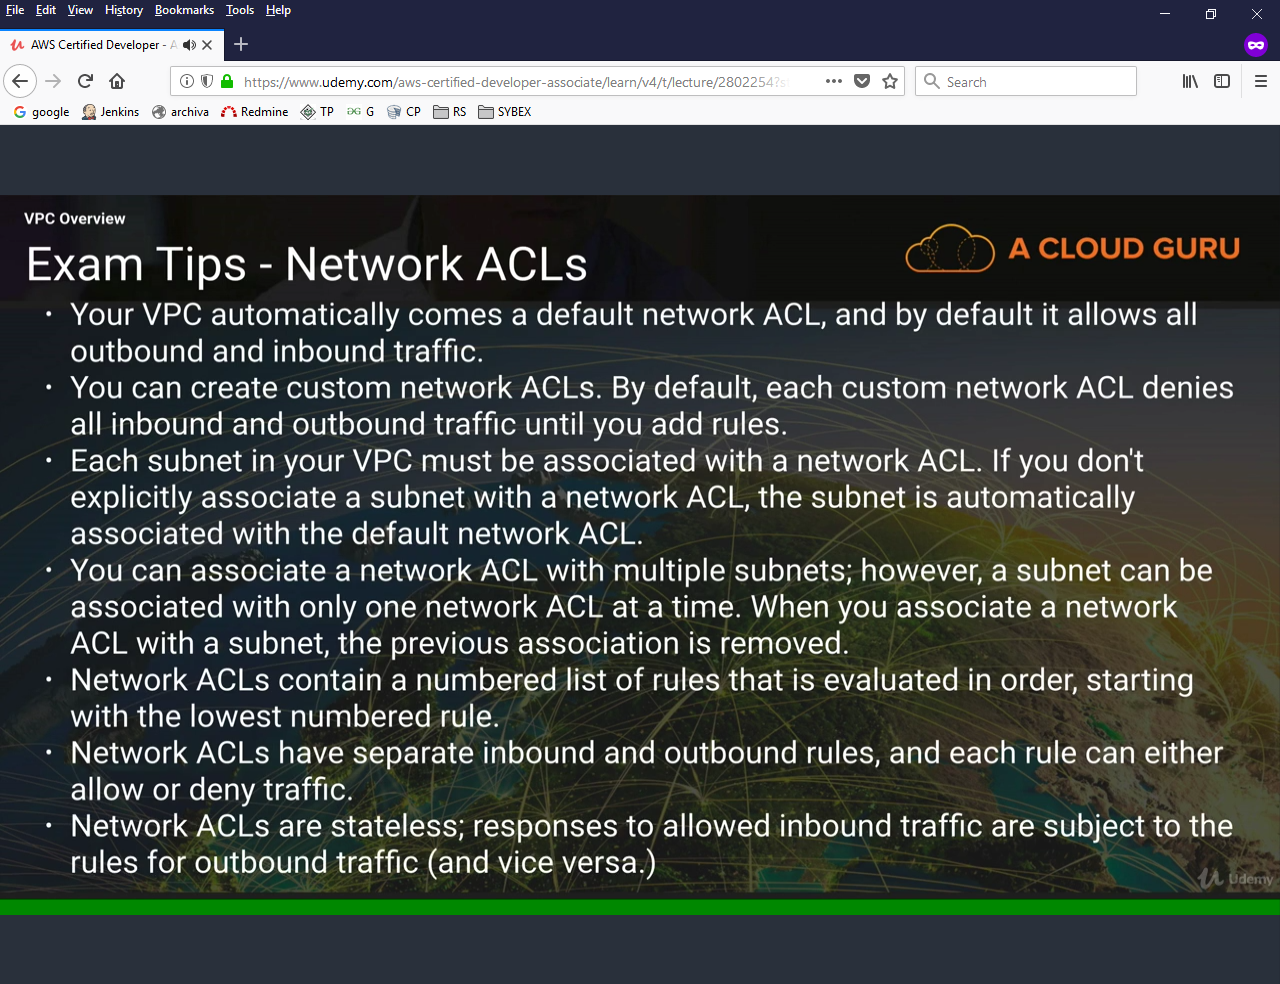 File Edit View History Bookmarks Tools Help
AWS Certified Developer - A
https://www.udemy.com/aws-certified-developer-associate/learn/v4/t/lecture/2802254?s
Search
google Jenkins archiva Redmine TP G CP RS SYBEX
VPC Overview
Exam Tips - Network ACLs
A CLOUD GURU
• Your VPC automatically comes a default network ACL, and by default it allows all
outbound and inbound traffic.
• You can create custom network ACLs. By default, each custom network ACL denies
all inbound and outbound traffic until you add rules.
• Each subnet in your VPC must be associated with a network ACL. If you don't
explicitly associate a subnet with a network ACL, the subnet is automatically
associated with the default network ACL.
• You can associate a network ACL with multiple subnets; however, a subnet can be
associated with only one network ACL at a time. When you associate a network
ACL with a subnet, the previous association is removed.
• Network ACLs contain a numbered list of rules that is evaluated in order, starting
with the lowest numbered rule.
• Network ACLs have separate inbound and outbound rules, and each rule can either
allow or deny traffic.
• Network ACLs are stateless; responses to allowed inbound traffic are subject to the
rules for outbound traffic (and vice versa.)
Udemy